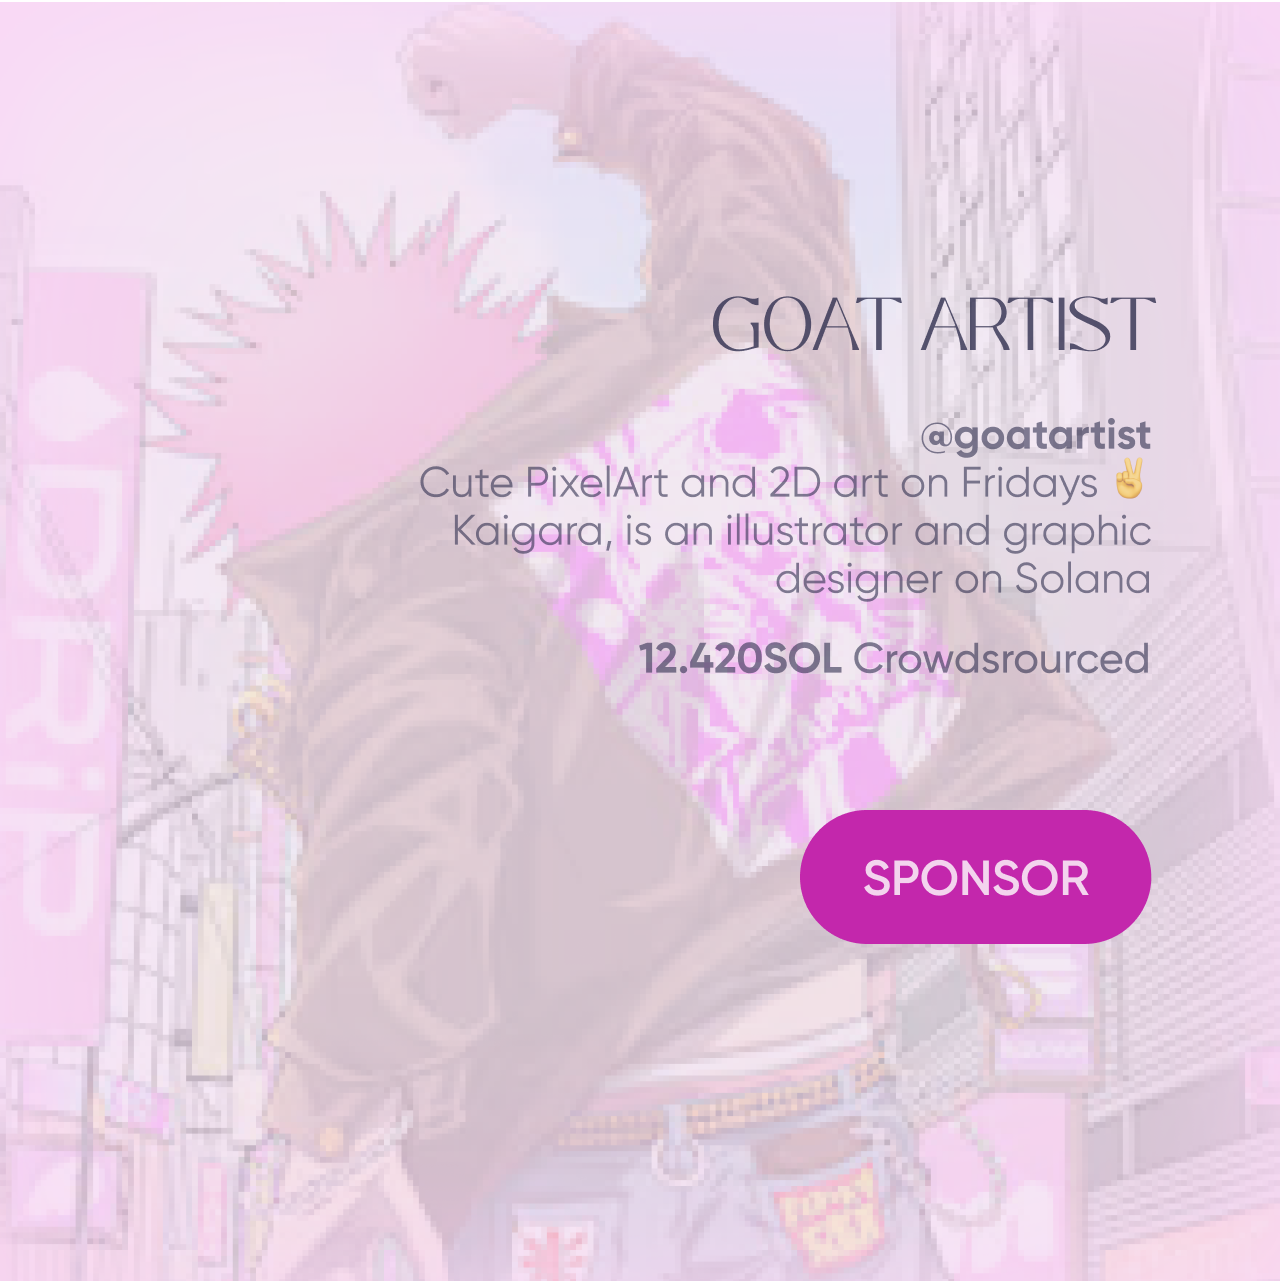 GOAT ARTIST
@goatartist
Cute PixelArt and 2D art on Fridays ✌️
Kaigara, is an illustrator and graphic
designer on Solana
12.420SOL Crowdsrourced
SPONSOR
DRiP